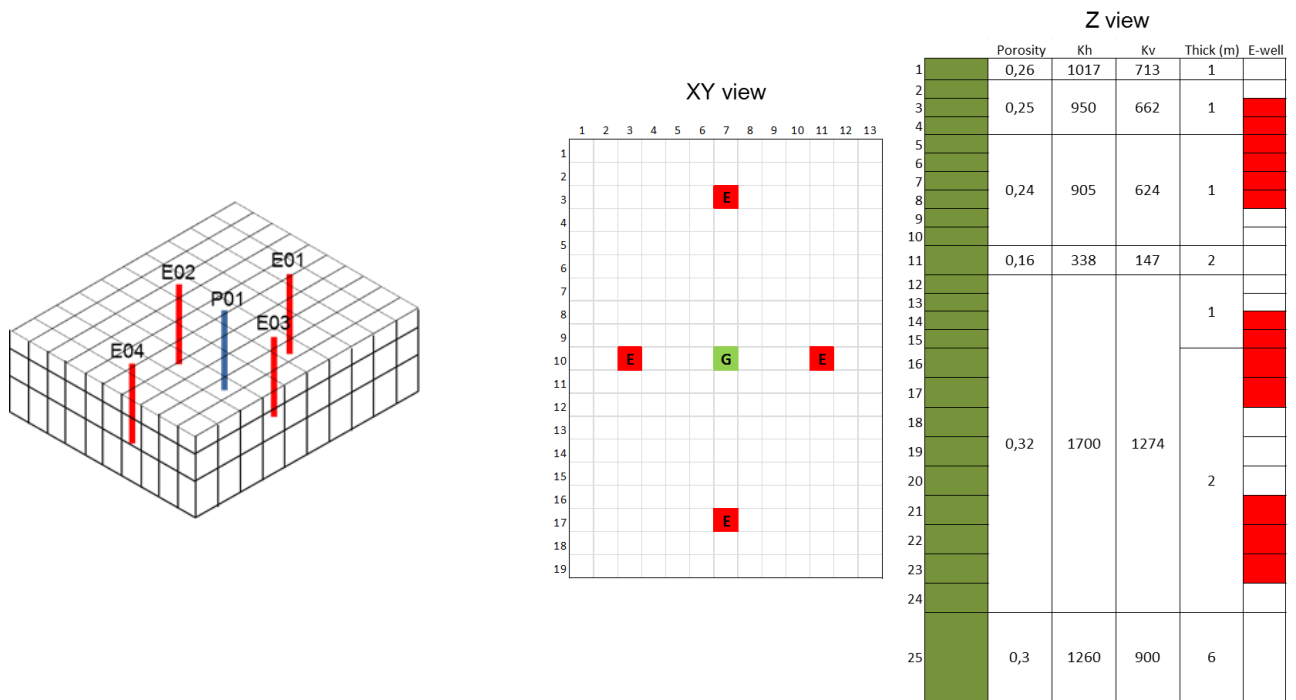 E01
E02
P01
E03
E04
XY view
1 2 3 4 5 6 7 8 9 10 11 12 13
1
2
3 E
4
5
6
7
8
9
10 E G E
11
12
13
14
15
16
17 E
18
19
Z view
Porosity Kh Kv Thick (m) E-well
1 0,26 1017 713 1
2
3 0,25 950 662 1
4
5
6
7 0,24 905 624 1
8
9
10
11 0,16 338 147 2
12
13 1
14
15
16
17
18
19 0,32 1700 1274
20 2
21
22
23
24
25 0,3 1260 900 6